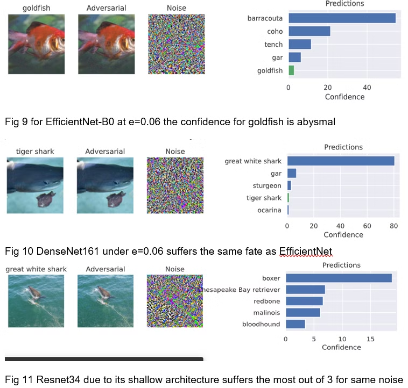 goldfish Adversarial Noise Predictions
barracouta
coho
tench
gar
goldfish
0 20 40
Confidence
Fig 9 for EfficientNet-B0 at e=0.06 the confidence for goldfish is abysmal
tiger shark Adversarial Noise Predictions
great white shark
gar
sturgeon
tiger shark
ocarina
0 20 40 60 80
Confidence
Fig 10 DenseNet161 under e=0.06 suffers the same fate as EfficientNet
great white shark Adversarial Noise Predictions
boxer
hesapeake Bay retriever
redbone
malinois
bloodhound
0 5 10 15
Confidence
Fig 11 Resnet34 due to its shallow architecture suffers the most out of 3 for same noise